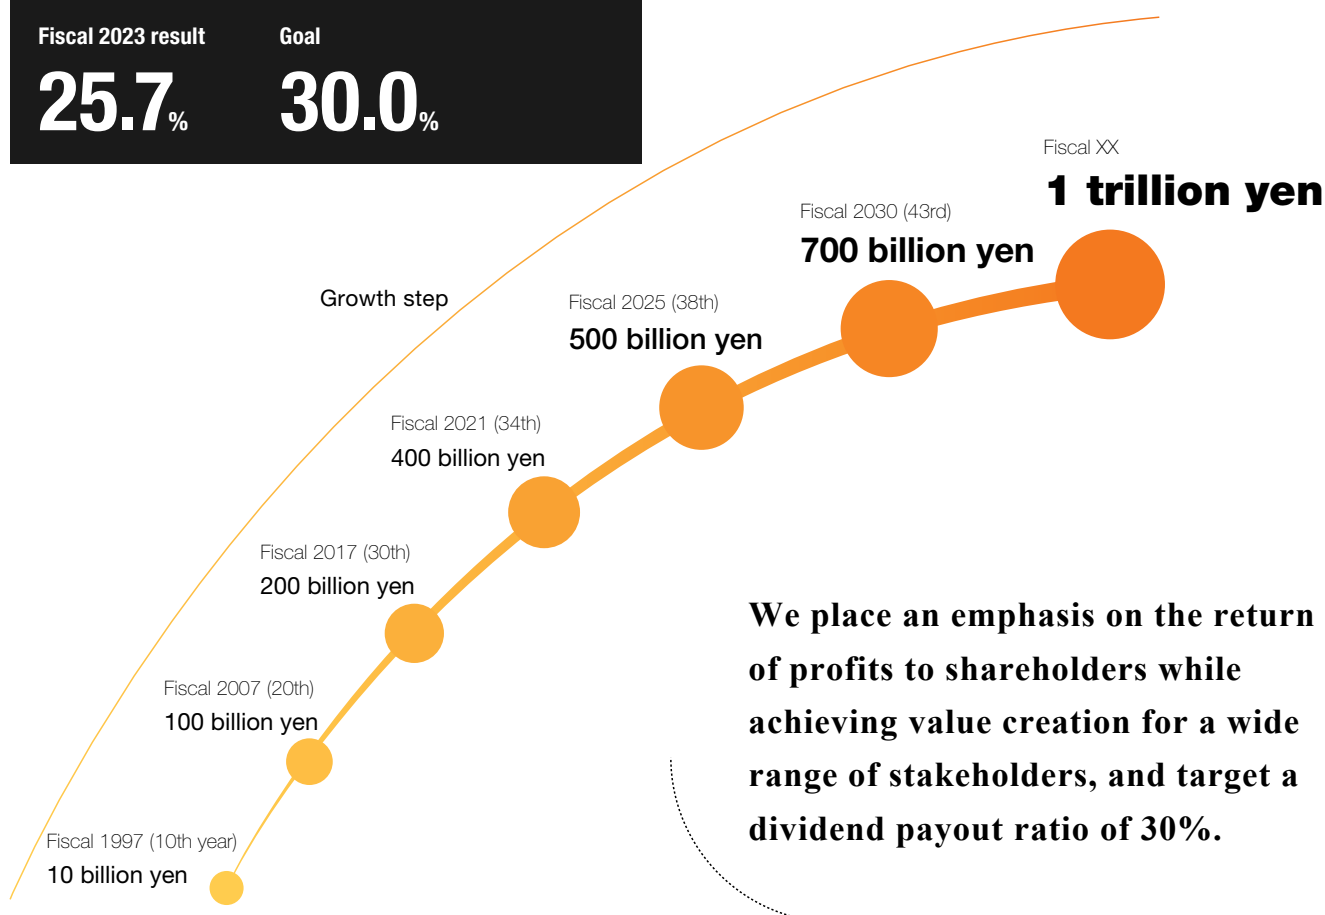 Fiscal 2023 result
25.7%
Goal
30.0%
Fiscal XX
1 trillion yen
Fiscal 2030 (43rd)
700 billion yen
Growth step
Fiscal 2025 (38th)
500 billion yen
Fiscal 2021 (34th)
400 billion yen
Fiscal 2017 (30th)
200 billion yen
Fiscal 2007 (20th)
100 billion yen
Fiscal 1997 (10th year)
10 billion yen
We place an emphasis on the return
of profits to shareholders while
achieving value creation for a wide
range of stakeholders, and target a
dividend payout ratio of 30%.